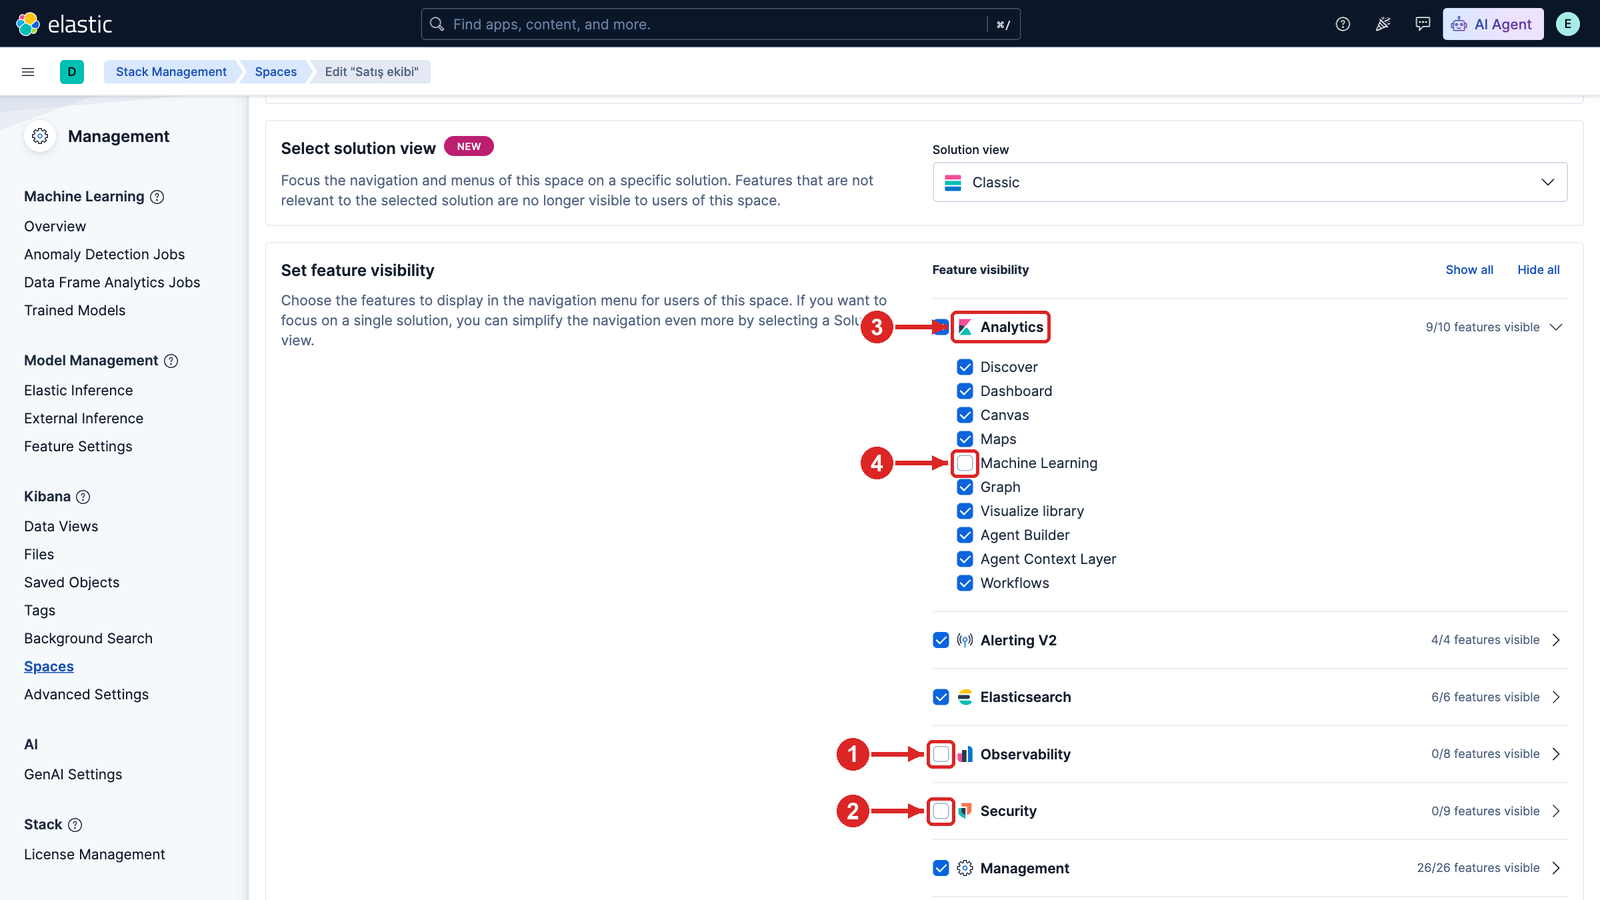 elastic
Find apps, content, and more.
⌘/
AI Agent
E
D
Stack Management
Spaces
Edit "Satış ekibi"
Management
Machine Learning
Overview
Anomaly Detection Jobs
Data Frame Analytics Jobs
Trained Models
Model Management
Elastic Inference
External Inference
Feature Settings
Kibana
Data Views
Files
Saved Objects
Tags
Background Search
Spaces
Advanced Settings
AI
GenAI Settings
Stack
License Management
Select solution view NEW
Focus the navigation and menus of this space on a specific solution. Features that are not
relevant to the selected solution are no longer visible to users of this space.
Solution view
Classic
Set feature visibility
Choose the features to display in the navigation menu for users of this space. If you want to
focus on a single solution, you can simplify the navigation even more by selecting a
view.
Feature visibility
Show all
Hide all
3
Analytics
9/10 features visible
Discover
Dashboard
Canvas
Maps
4
Machine Learning
Graph
Visualize library
Agent Builder
Agent Context Layer
Workflows
Alerting V2
4/4 features visible
Elasticsearch
6/6 features visible
1
Observability
0/8 features visible
2
Security
0/9 features visible
Management
26/26 features visible